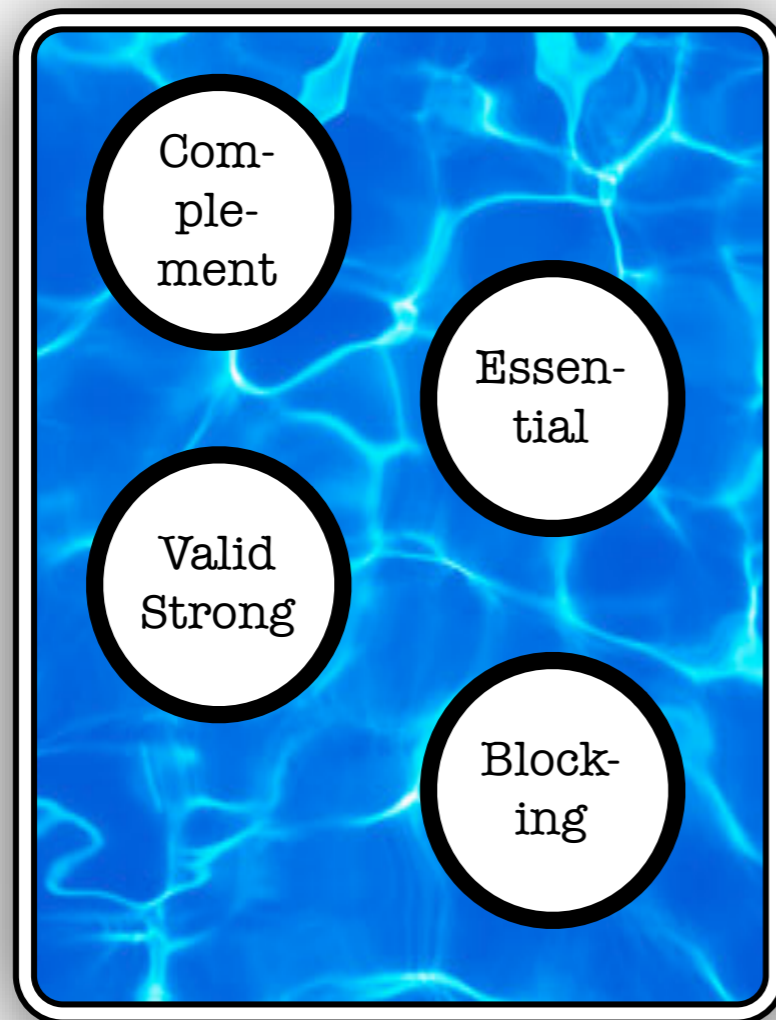 Com-
ple-
ment
Essen-
tial
Valid
Strong
Block-
ing